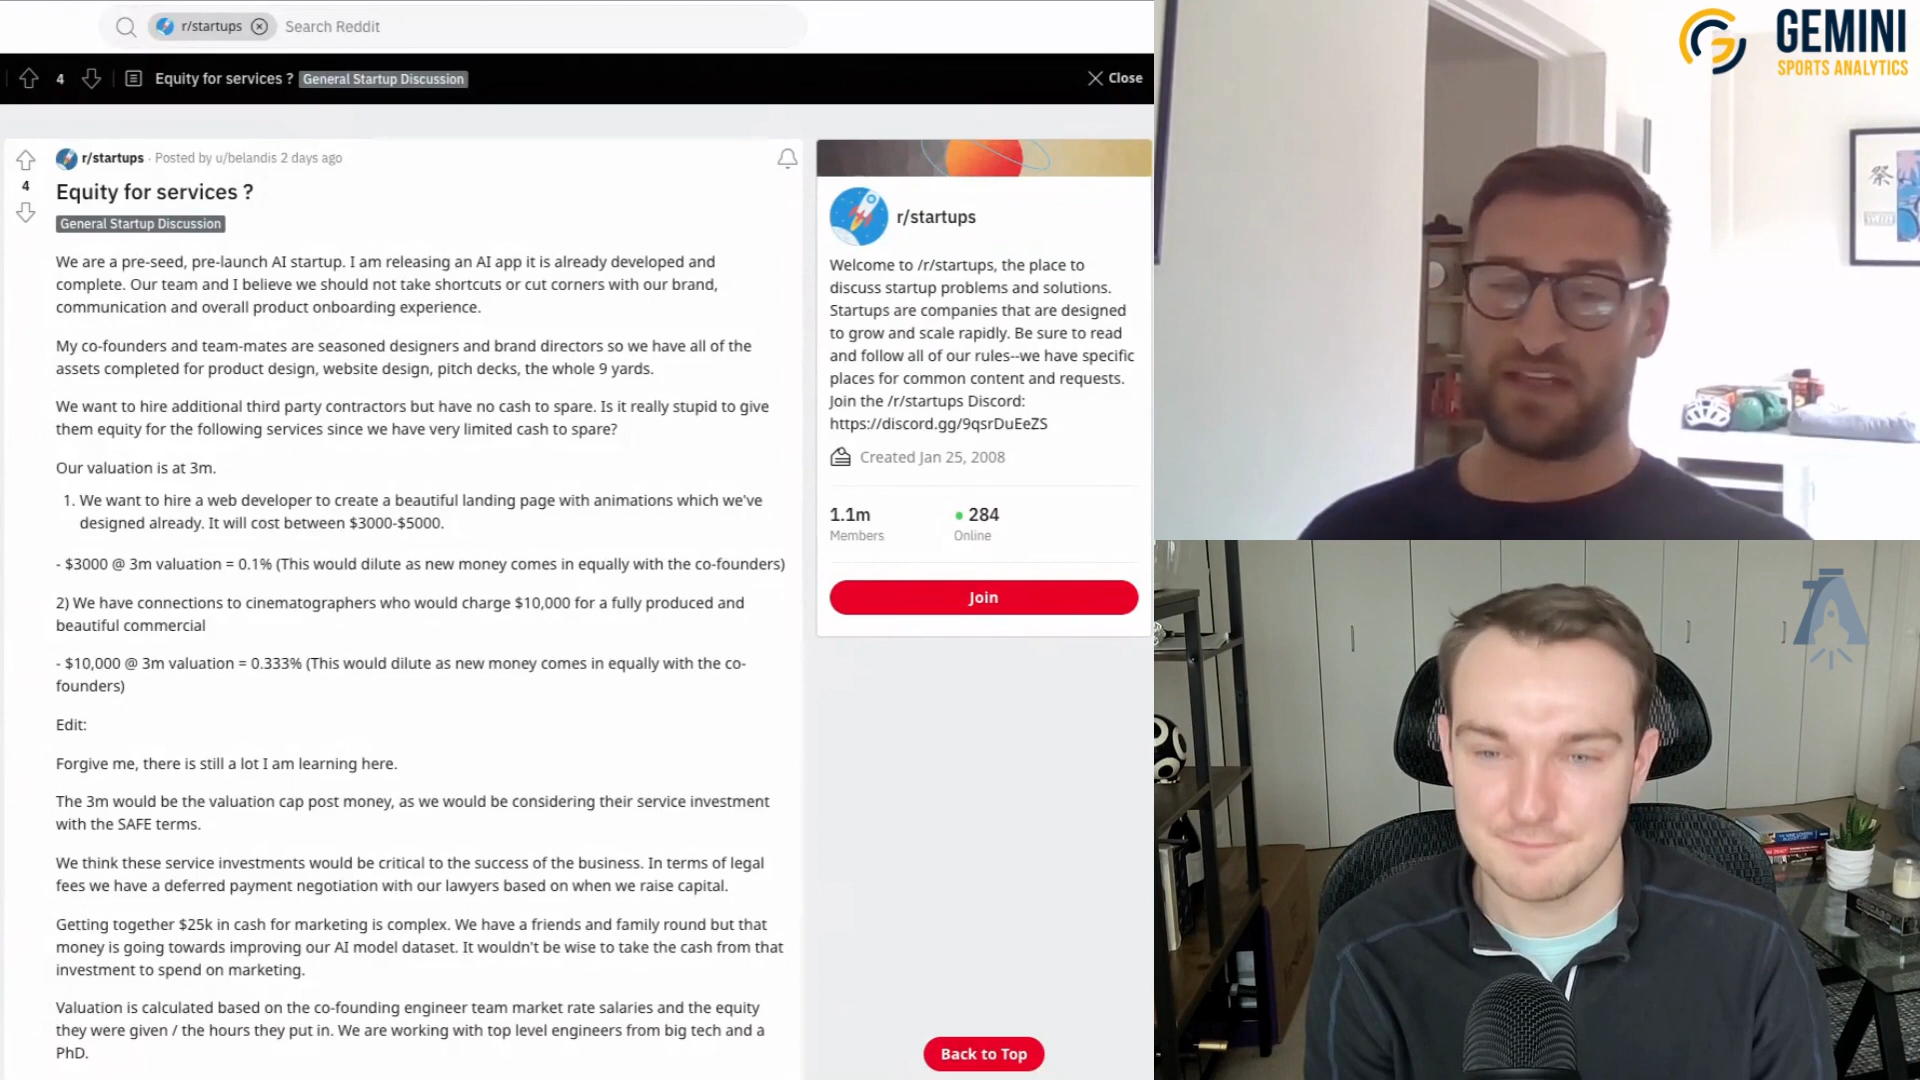 r/startups
Search Reddit
4
Equity for services ?
General Startup Discussion
Close
r/startups · Posted by u/belandis 2 days ago
4
Equity for services ?
General Startup Discussion
We are a pre-seed, pre-launch AI startup. I am releasing an AI app it is already developed and
complete. Our team and I believe we should not take shortcuts or cut corners with our brand,
communication and overall product onboarding experience.
My co-founders and team-mates are seasoned designers and brand directors so we have all of the
assets completed for product design, website design, pitch decks, the whole 9 yards.
We want to hire additional third party contractors but have no cash to spare. Is it really stupid to give
them equity for the following services since we have very limited cash to spare?
Our valuation is at 3m.
1. We want to hire a web developer to create a beautiful landing page with animations which we've
designed already. It will cost between $3000-$5000.
- $3000 @ 3m valuation = 0.1% (This would dilute as new money comes in equally with the co-founders)
2) We have connections to cinematographers who would charge $10,000 for a fully produced and
beautiful commercial
- $10,000 @ 3m valuation = 0.333% (This would dilute as new money comes in equally with the co-
founders)
Edit:
Forgive me, there is still a lot I am learning here.
The 3m would be the valuation cap post money, as we would be considering their service investment
with the SAFE terms.
We think these service investments would be critical to the success of the business. In terms of legal
fees we have a deferred payment negotiation with our lawyers based on when we raise capital.
Getting together $25k in cash for marketing is complex. We have a friends and family round but that
money is going towards improving our AI model dataset. It wouldn't be wise to take the cash from that
investment to spend on marketing.
Valuation is calculated based on the co-founding engineer team market rate salaries and the equity
they were given / the hours they put in. We are working with top level engineers from big tech and a
PhD.
r/startups
Welcome to /r/startups, the place to
discuss startup problems and solutions.
Startups are companies that are designed
to grow and scale rapidly. Be sure to read
and follow all of our rules--we have specific
places for common content and requests.
Join the /r/startups Discord:
https://discord.gg/9qsrDuEeZS
Created Jan 25, 2008
1.1m
Members
284
Online
Join
Back to Top
GEMINI
SPORTS ANALYTICS
祭